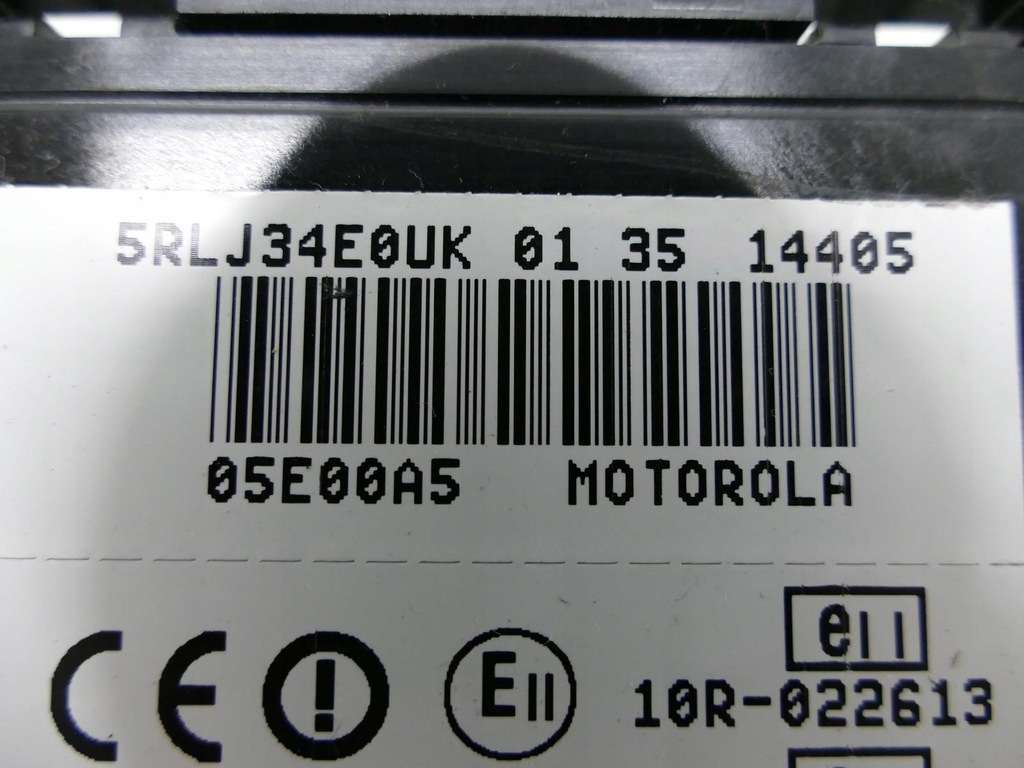 5RLJ34E0UK 01 35 14405
05E00A5 MOTOROLA
e11
CE ! E11 10R-022613